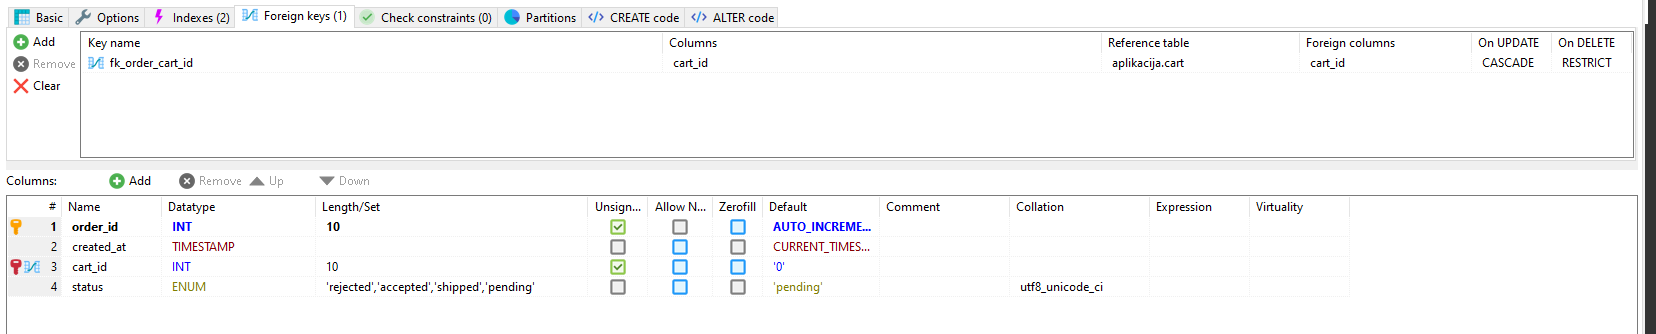 Basic Options Indexes (2) Foreign keys (1) Check constraints (0) Partitions CREATE code ALTER code
Add
Remove
Clear
Key name Columns Reference table Foreign columns On UPDATE On DELETE
fk_order_cart_id cart_id aplikacija.cart cart_id CASCADE RESTRICT
Columns: Add Remove Up Down
# Name Datatype Length/Set Unsign... Allow N... Zerofill Default Comment Collation Expression Virtuality
1 order_id INT 10 AUTO_INCREME...
2 created_at TIMESTAMP CURRENT_TIMES...
3 cart_id INT 10 '0'
4 status ENUM 'rejected','accepted','shipped','pending' 'pending' utf8_unicode_ci